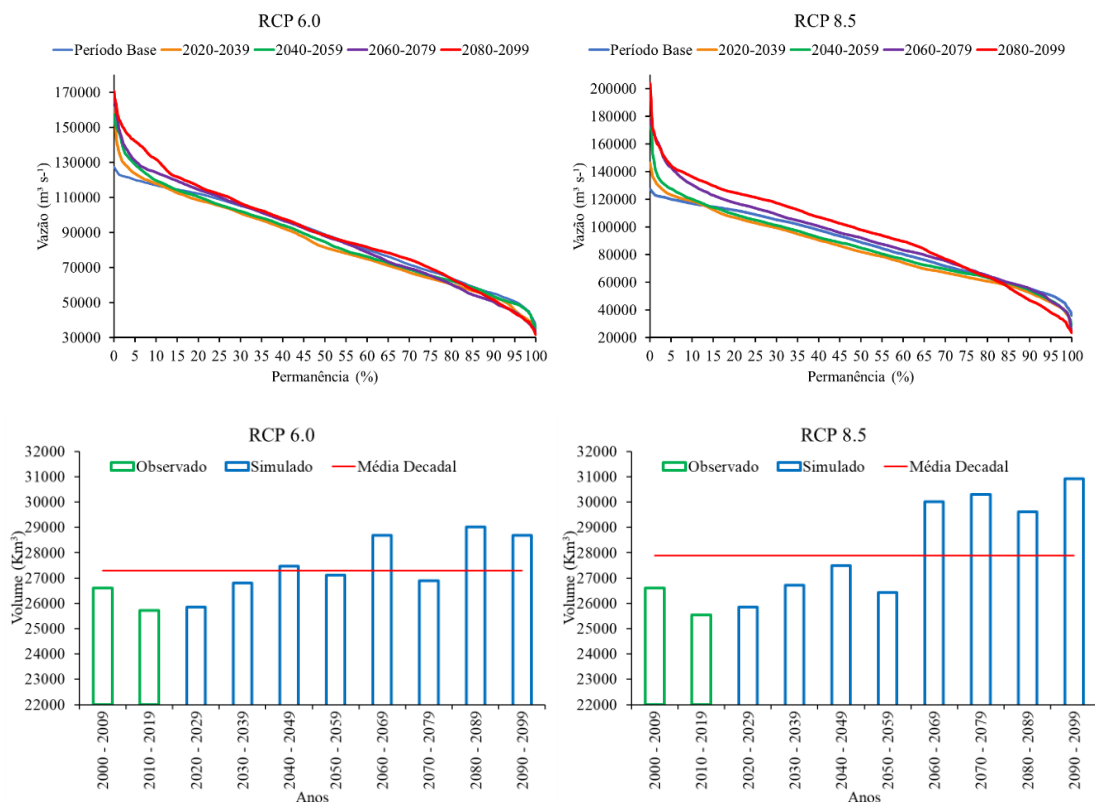 RCP 6.0
Período Base 2020-2039 2040-2059 2060-2079 2080-2099
170000
150000
130000
110000
90000
70000
50000
30000
Vazão (m³ s-¹)
0 5 10 15 20 25 30 35 40 45 50 55 60 65 70 75 80 85 90 95 100
Permanência (%)
RCP 8.5
Período Base 2020-2039 2040-2059 2060-2079 2080-2099
200000
180000
160000
140000
120000
100000
80000
60000
40000
20000
Vazão (m³ s-¹)
0 5 10 15 20 25 30 35 40 45 50 55 60 65 70 75 80 85 90 95 100
Permanência (%)
RCP 6.0
Observado Simulado Média Decadal
32000
31000
30000
29000
28000
27000
26000
25000
24000
23000
22000
Volume (Km³)
2000 - 2009
2010 - 2019
2020 - 2029
2030 - 2039
2040 - 2049
2050 - 2059
2060 - 2069
2070 - 2079
2080 - 2089
2090 - 2099
Anos
RCP 8.5
Observado Simulado Média Decadal
32000
31000
30000
29000
28000
27000
26000
25000
24000
23000
22000
Volume (Km³)
2000 - 2009
2010 - 2019
2020 - 2029
2030 - 2039
2040 - 2049
2050 - 2059
2060 - 2069
2070 - 2079
2080 - 2089
2090 - 2099
Anos